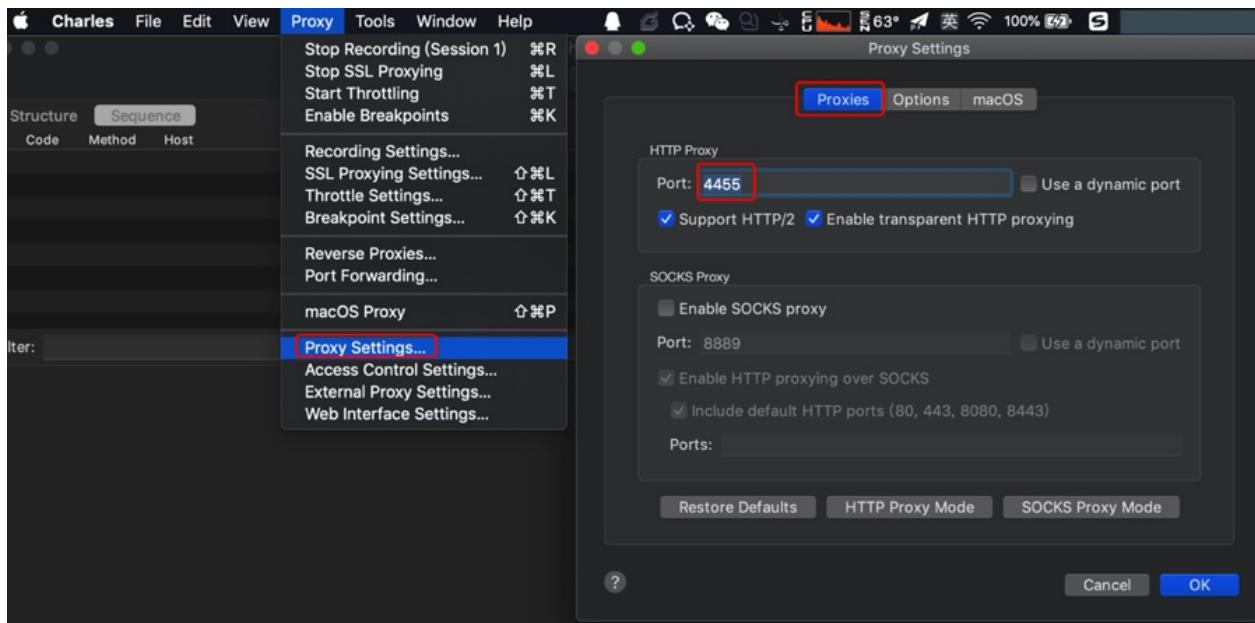 Charles File Edit View Proxy Tools Window Help 63° 英 100%
Stop Recording (Session 1) ⌘R
Stop SSL Proxying ⌘L
Start Throttling ⌘T
Enable Breakpoints ⌘K
Recording Settings...
SSL Proxying Settings... ⇧⌘L
Throttle Settings... ⇧⌘T
Breakpoint Settings... ⇧⌘K
Reverse Proxies...
Port Forwarding...
macOS Proxy ⇧⌘P
Proxy Settings...
Access Control Settings...
External Proxy Settings...
Web Interface Settings...
Structure Sequence
Code Method Host
lter:
Proxy Settings
Proxies Options macOS
HTTP Proxy
Port: 4455 Use a dynamic port
Support HTTP/2 Enable transparent HTTP proxying
SOCKS Proxy
Enable SOCKS proxy
Port: 8889 Use a dynamic port
Enable HTTP proxying over SOCKS
Include default HTTP ports (80, 443, 8080, 8443)
Ports:
Restore Defaults HTTP Proxy Mode SOCKS Proxy Mode
? Cancel OK